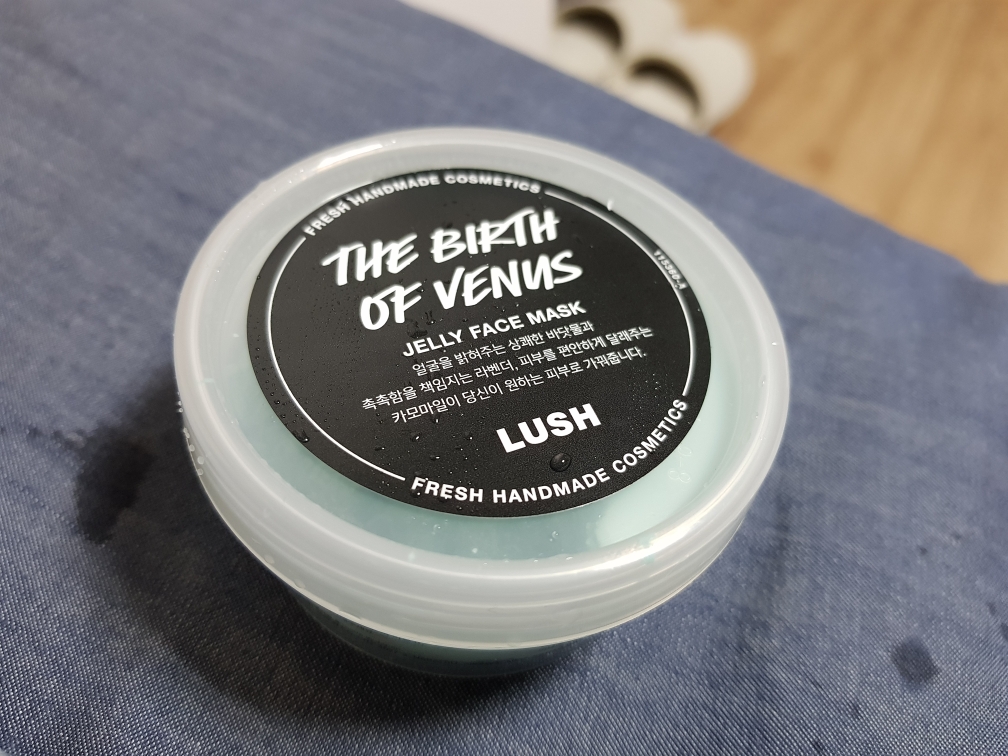 FRESH HANDMADE COSMETICS
THE BIRTH
OF VENUS
JELLY FACE MASK
얼굴을 밝혀주는 상쾌한 바닷물과
촉촉함을 책임지는 라벤더, 피부를 편안하게 달래주는
카모마일이 당신이 원하는 피부로 가꿔줍니다.
LUSH
FRESH HANDMADE COSMETICS